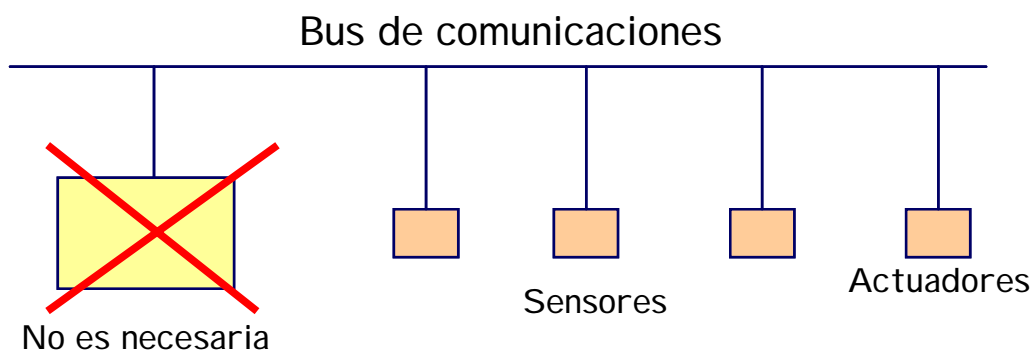 Bus de comunicaciones
Sensores
Actuadores
No es necesaria